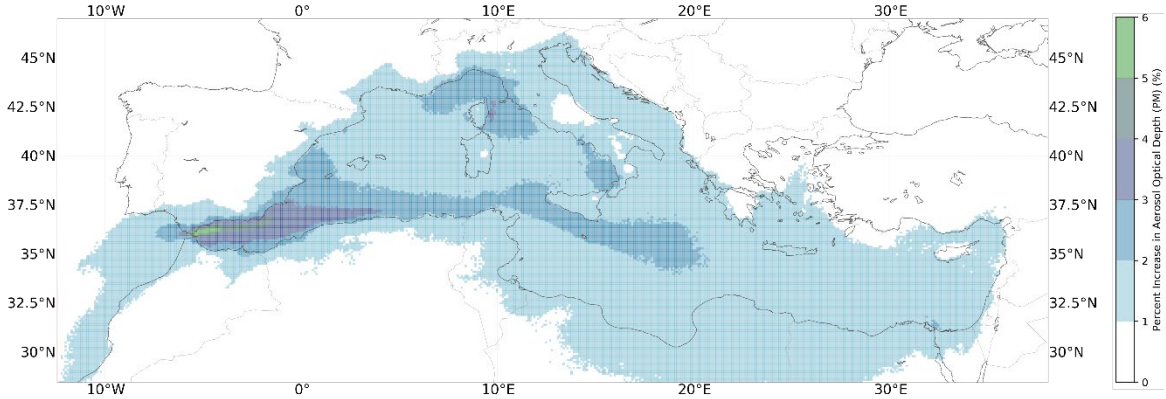 10°W 0° 10°E 20°E 30°E
45°N 45°N
42.5°N 42.5°N
40°N 40°N
37.5°N 37.5°N
35°N 35°N
32.5°N 32.5°N
30°N 30°N
10°W 0° 10°E 20°E 30°E
6
5
4
3
2
1
0
Percent Increase in Aerosol Optical Depth (PM) (%)